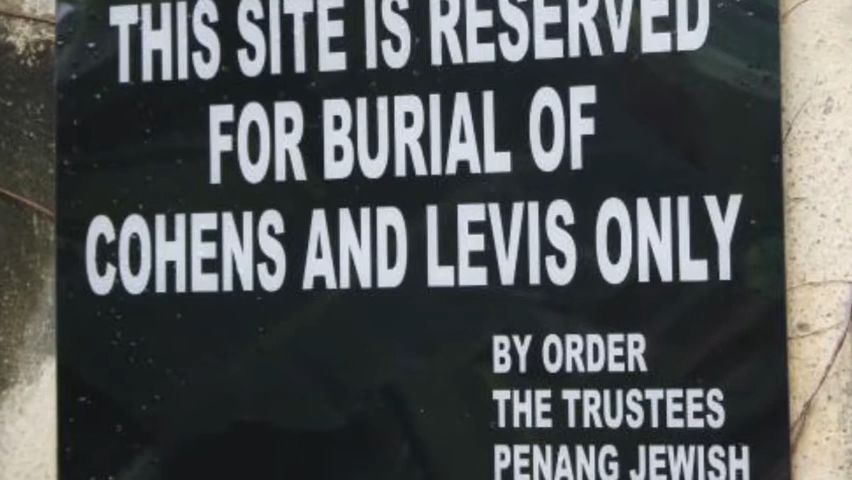 THIS SITE IS RESERVED
FOR BURIAL OF
COHENS AND LEVIS ONLY
BY ORDER
THE TRUSTEES
PENANG JEWISH